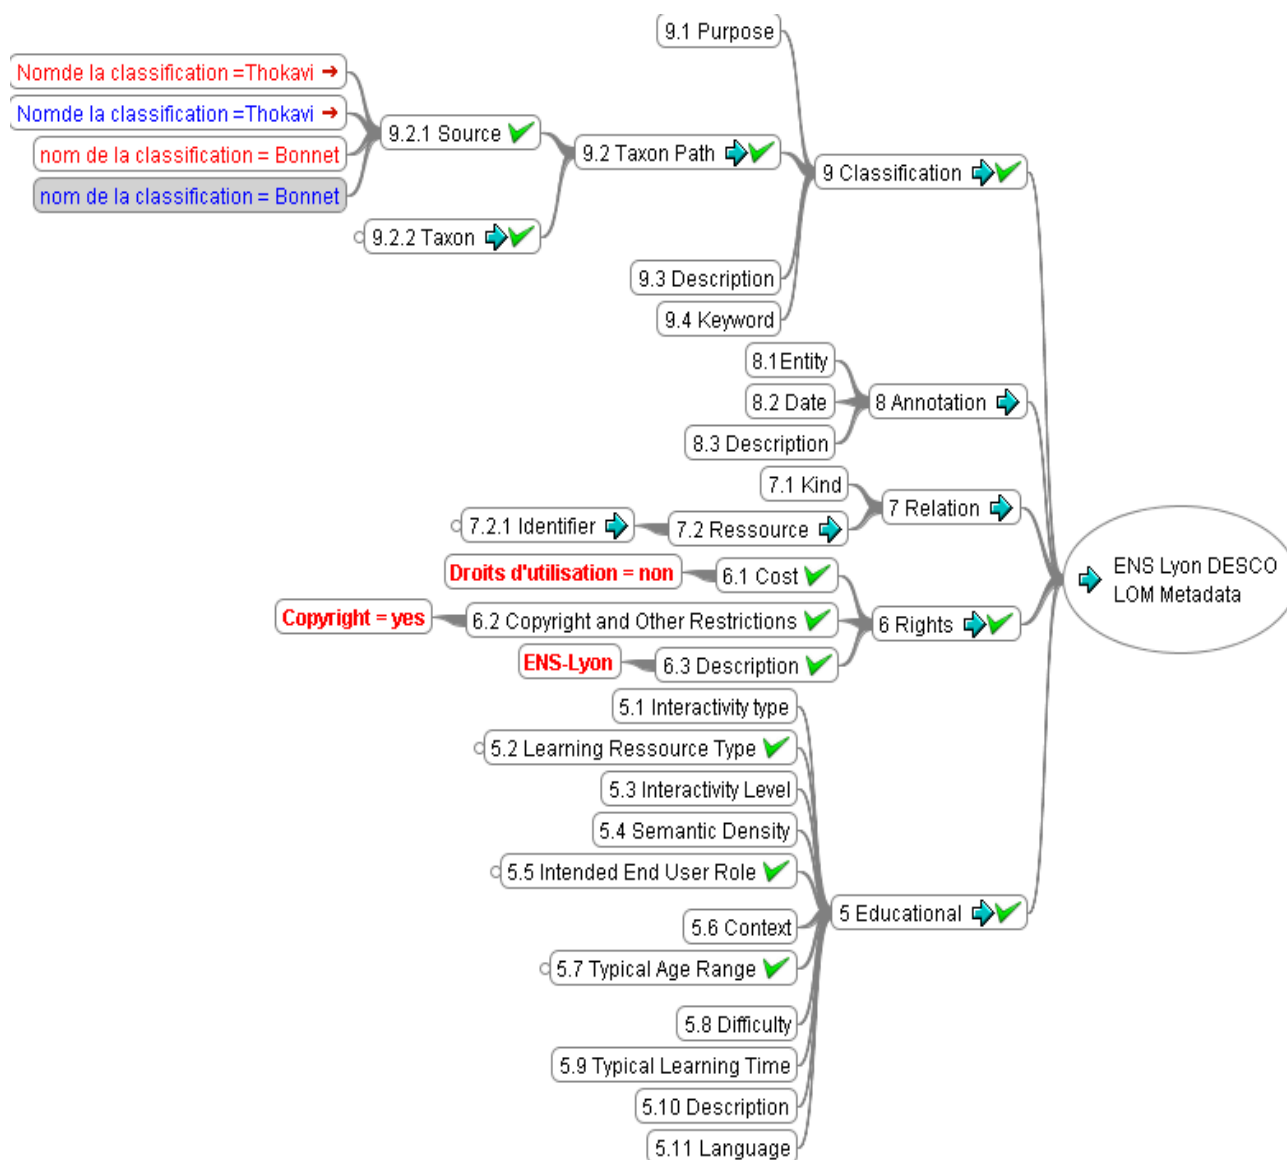 9.1 Purpose
Nomde la classification =Thokavi
Nomde la classification =Thokavi
nom de la classification = Bonnet
nom de la classification = Bonnet
9.2.1 Source
9.2 Taxon Path
9 Classification
9.2.2 Taxon
9.3 Description
9.4 Keyword
8.1Entity
8.2 Date
8.3 Description
8 Annotation
7.1 Kind
7.2.1 Identifier
7.2 Ressource
7 Relation
ENS Lyon DESCO
LOM Metadata
Droits d'utilisation = non
6.1 Cost
Copyright = yes
6.2 Copyright and Other Restrictions
6 Rights
ENS-Lyon
6.3 Description
5.1 Interactivity type
5.2 Learning Ressource Type
5.3 Interactivity Level
5.4 Semantic Density
5.5 Intended End User Role
5 Educational
5.6 Context
5.7 Typical Age Range
5.8 Difficulty
5.9 Typical Learning Time
5.10 Description
5.11 Language